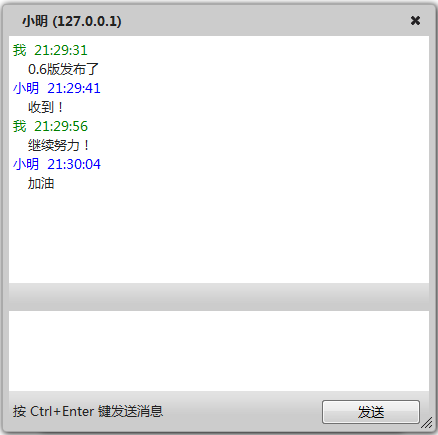 小明 (127.0.0.1)
我 21:29:31
0.6版发布了
小明 21:29:41
收到！
我 21:29:56
继续努力！
小明 21:30:04
加油
按 Ctrl+Enter 键发送消息
发送